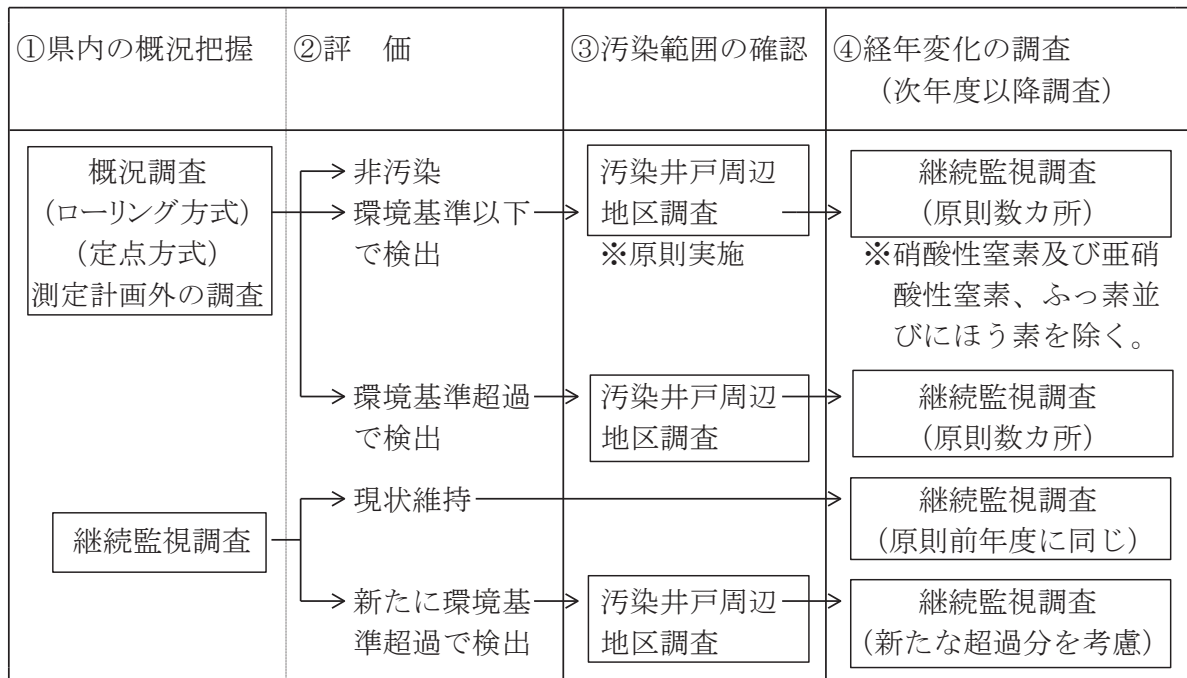 ①県内の概況把握
②評　価
③汚染範囲の確認
④経年変化の調査
（次年度以降調査）
概況調査
（ローリング方式）
（定点方式）
測定計画外の調査
非汚染
環境基準以下
で検出
汚染井戸周辺
地区調査
※原則実施
継続監視調査
（原則数カ所）
※硝酸性窒素及び亜硝
酸性窒素、ふっ素並
びにほう素を除く。
環境基準超過
で検出
汚染井戸周辺
地区調査
継続監視調査
（原則数カ所）
継続監視調査
現状維持
継続監視調査
（原則前年度に同じ）
新たに環境基
準超過で検出
汚染井戸周辺
地区調査
継続監視調査
（新たな超過分を考慮）